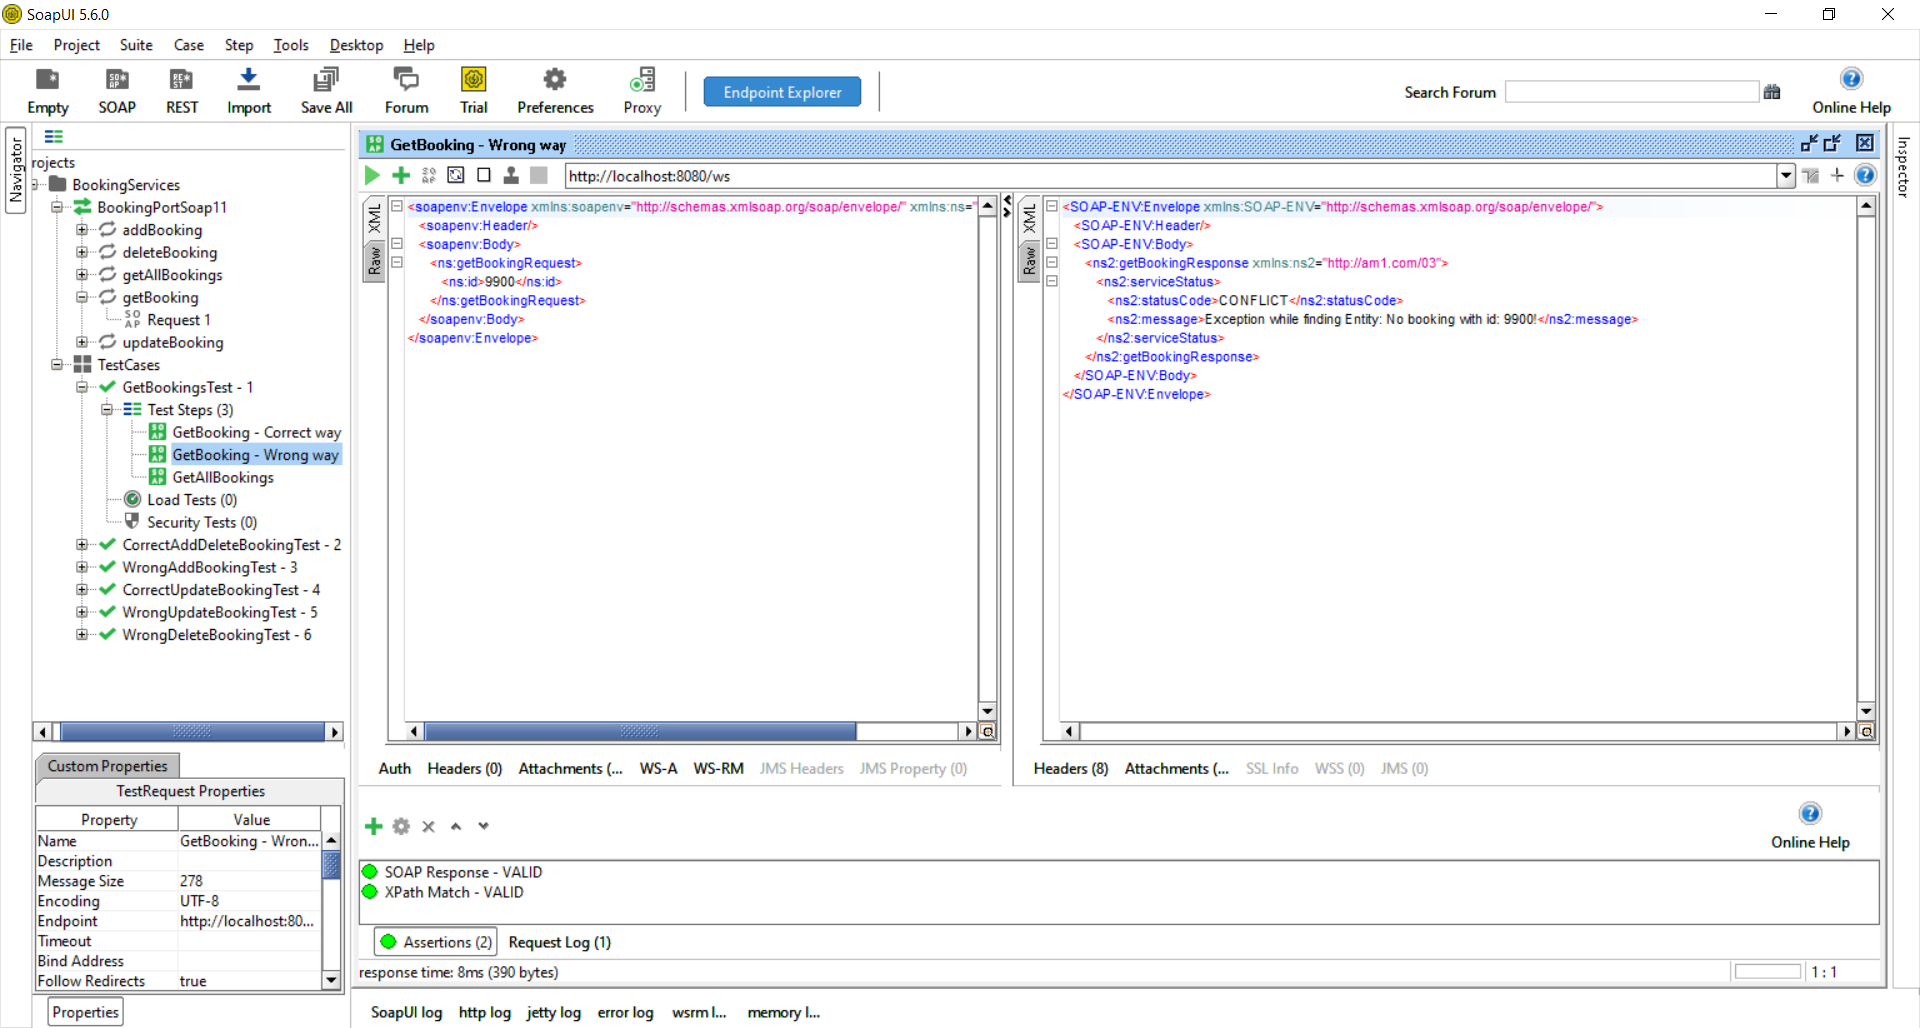 SoapUI 5.6.0
File Project Suite Case Step Tools Desktop Help
Empty SOAP REST Import Save All Forum Trial Preferences Proxy Endpoint Explorer Search Forum Online Help
Navigator
rojects
BookingServices
BookingPortSoap11
addBooking
deleteBooking
getAllBookings
getBooking
Request 1
updateBooking
TestCases
GetBookingsTest - 1
Test Steps (3)
GetBooking - Correct way
GetBooking - Wrong way
GetAllBookings
Load Tests (0)
Security Tests (0)
CorrectAddDeleteBookingTest - 2
WrongAddBookingTest - 3
CorrectUpdateBookingTest - 4
WrongUpdateBookingTest - 5
WrongDeleteBookingTest - 6
Custom Properties
TestRequest Properties
Property Value
Name GetBooking - Wron...
Description
Message Size 278
Encoding UTF-8
Endpoint http://localhost:80...
Timeout
Bind Address
Follow Redirects true
Properties
GetBooking - Wrong way
http://localhost:8080/ws
XML
Raw
<soapenv:Envelope xmlns:soapenv="http://schemas.xmlsoap.org/soap/envelope/" xmlns:ns="
<soapenv:Header/>
<soapenv:Body>
<ns:getBookingRequest>
<ns:id>9900</ns:id>
</ns:getBookingRequest>
</soapenv:Body>
</soapenv:Envelope>
Auth Headers (0) Attachments (... WS-A WS-RM JMS Headers JMS Property (0)
XML
Raw
<SOAP-ENV:Envelope xmlns:SOAP-ENV="http://schemas.xmlsoap.org/soap/envelope/">
<SOAP-ENV:Header/>
<SOAP-ENV:Body>
<ns2:getBookingResponse xmlns:ns2="http://am1.com/03">
<ns2:serviceStatus>
<ns2:statusCode>CONFLICT</ns2:statusCode>
<ns2:message>Exception while finding Entity: No booking with id: 9900!</ns2:message>
</ns2:serviceStatus>
</ns2:getBookingResponse>
</SOAP-ENV:Body>
</SOAP-ENV:Envelope>
Headers (8) Attachments (... SSL Info WSS (0) JMS (0)
Online Help
SOAP Response - VALID
XPath Match - VALID
Assertions (2) Request Log (1)
response time: 8ms (390 bytes)
1 : 1
SoapUI log http log jetty log error log wsrm l... memory l...
Inspector